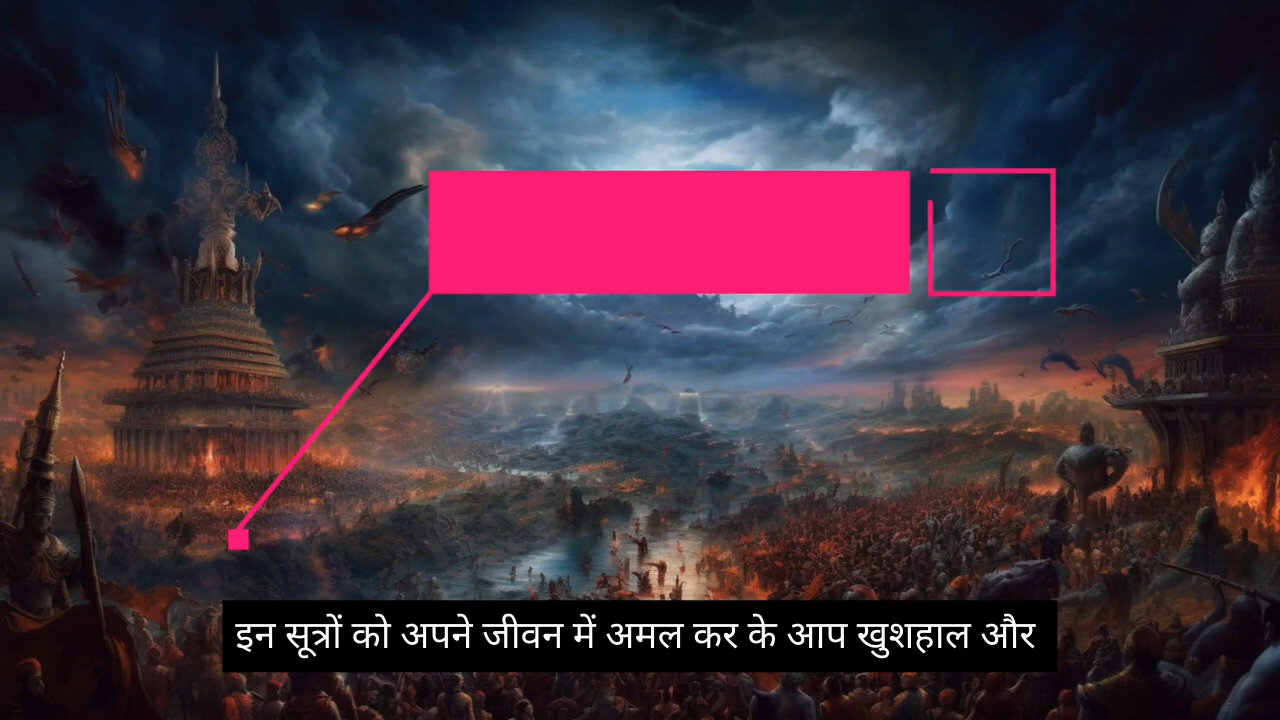 इन सूत्रों को अपने जीवन में अमल कर के आप खुशहाल और